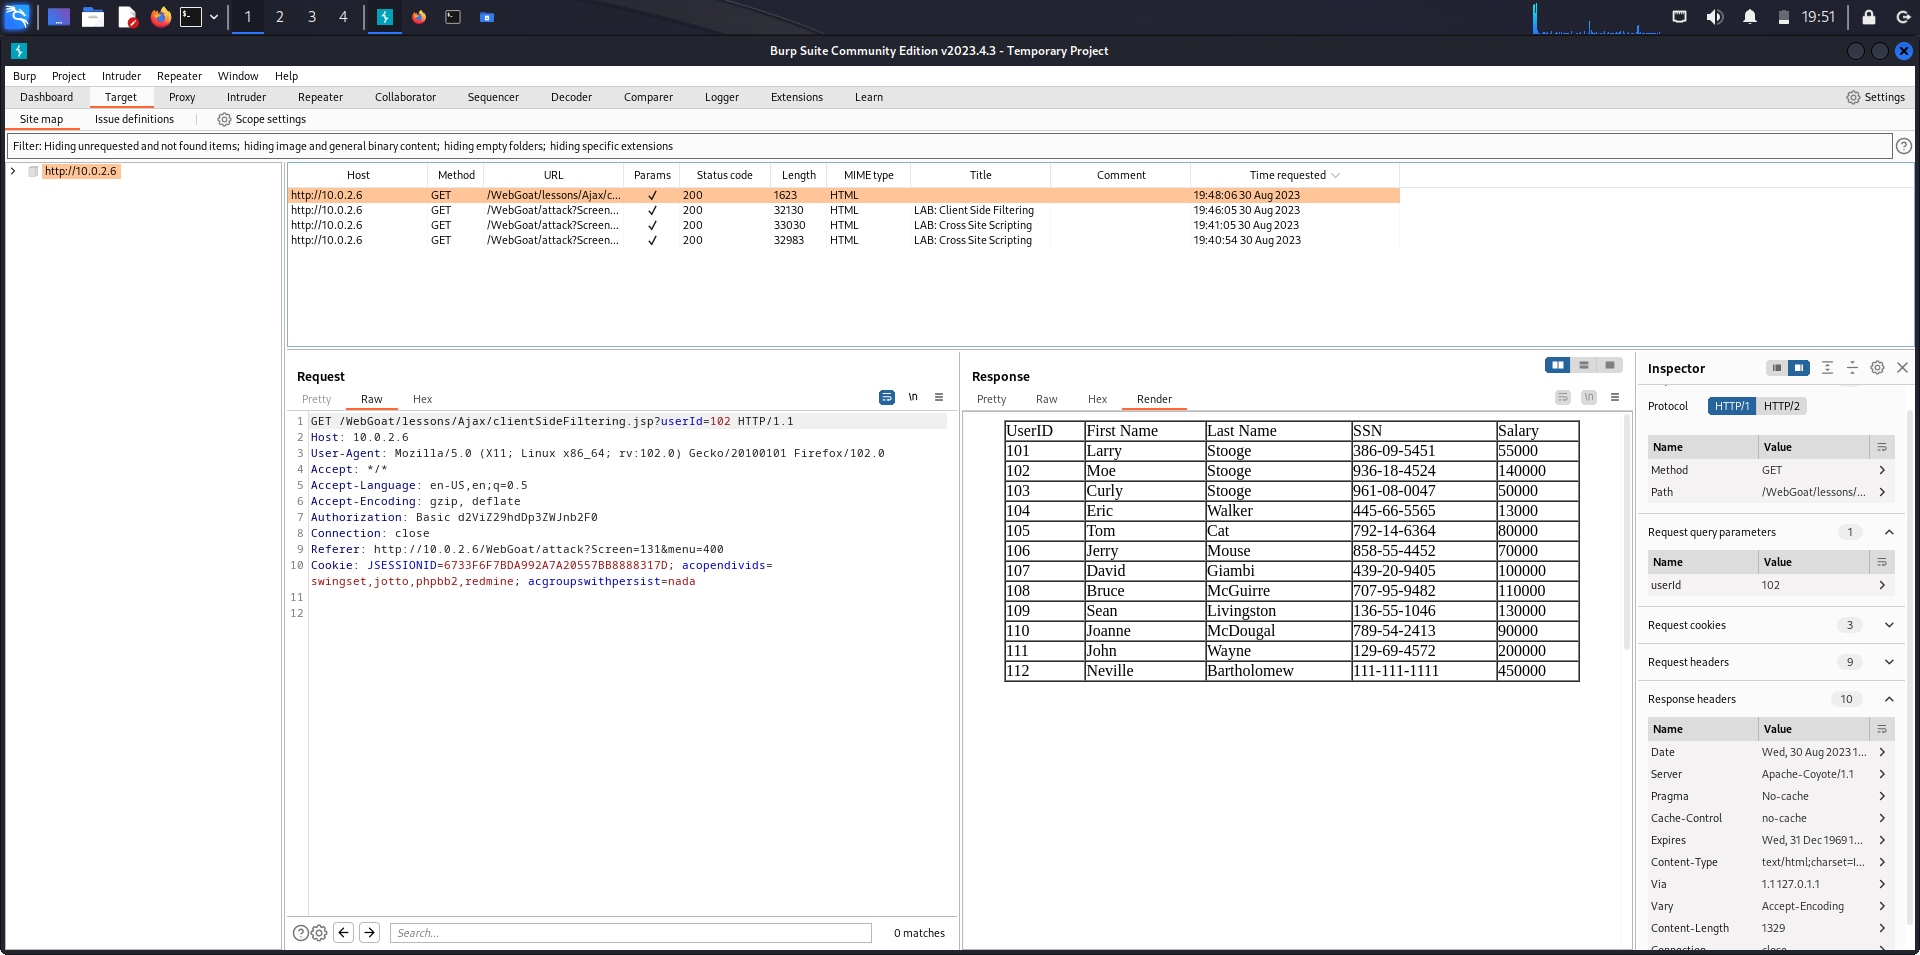 1 2 3 4 19:51
Burp Suite Community Edition v2023.4.3 - Temporary Project
Burp Project Intruder Repeater Window Help
Dashboard Target Proxy Intruder Repeater Collaborator Sequencer Decoder Comparer Logger Extensions Learn Settings
Site map Issue definitions Scope settings
Filter: Hiding unrequested and not found items; hiding image and general binary content; hiding empty folders; hiding specific extensions
http://10.0.2.6
Host Method URL Params Status code Length MIME type Title Comment Time requested
http://10.0.2.6 GET /WebGoat/lessons/Ajax/c... ✓ 200 1623 HTML 19:48:06 30 Aug 2023
http://10.0.2.6 GET /WebGoat/attack?Screen... ✓ 200 32130 HTML LAB: Client Side Filtering 19:46:05 30 Aug 2023
http://10.0.2.6 GET /WebGoat/attack?Screen... ✓ 200 33030 HTML LAB: Cross Site Scripting 19:41:05 30 Aug 2023
http://10.0.2.6 GET /WebGoat/attack?Screen... ✓ 200 32983 HTML LAB: Cross Site Scripting 19:40:54 30 Aug 2023
Request
Pretty Raw Hex \n
1 GET /WebGoat/lessons/Ajax/clientSideFiltering.jsp?userId=102 HTTP/1.1
2 Host: 10.0.2.6
3 User-Agent: Mozilla/5.0 (X11; Linux x86_64; rv:102.0) Gecko/20100101 Firefox/102.0
4 Accept: */*
5 Accept-Language: en-US,en;q=0.5
6 Accept-Encoding: gzip, deflate
7 Authorization: Basic d2ViZ29hdDp3ZWJnb2F0
8 Connection: close
9 Referer: http://10.0.2.6/WebGoat/attack?Screen=131&menu=400
10 Cookie: JSESSIONID=6733F6F7BDA992A7A20557BB8888317D; acopendivids=
swingset,jotto,phpbb2,redmine; acgroupswithpersist=nada
11
12
Search... 0 matches
Response
Pretty Raw Hex Render \n
UserID First Name Last Name SSN Salary
101 Larry Stooge 386-09-5451 55000
102 Moe Stooge 936-18-4524 140000
103 Curly Stooge 961-08-0047 50000
104 Eric Walker 445-66-5565 13000
105 Tom Cat 792-14-6364 80000
106 Jerry Mouse 858-55-4452 70000
107 David Giambi 439-20-9405 100000
108 Bruce McGuirre 707-95-9482 110000
109 Sean Livingston 136-55-1046 130000
110 Joanne McDougal 789-54-2413 90000
111 John Wayne 129-69-4572 200000
112 Neville Bartholomew 111-111-1111 450000
Inspector
Protocol HTTP/1 HTTP/2
Name Value
Method GET
Path /WebGoat/lessons/...
Request query parameters 1
Name Value
userId 102
Request cookies 3
Request headers 9
Response headers 10
Name Value
Date Wed, 30 Aug 2023 1...
Server Apache-Coyote/1.1
Pragma No-cache
Cache-Control no-cache
Expires Wed, 31 Dec 1969 1...
Content-Type text/html;charset=I...
Via 1.1 127.0.1.1
Vary Accept-Encoding
Content-Length 1329
Connection close